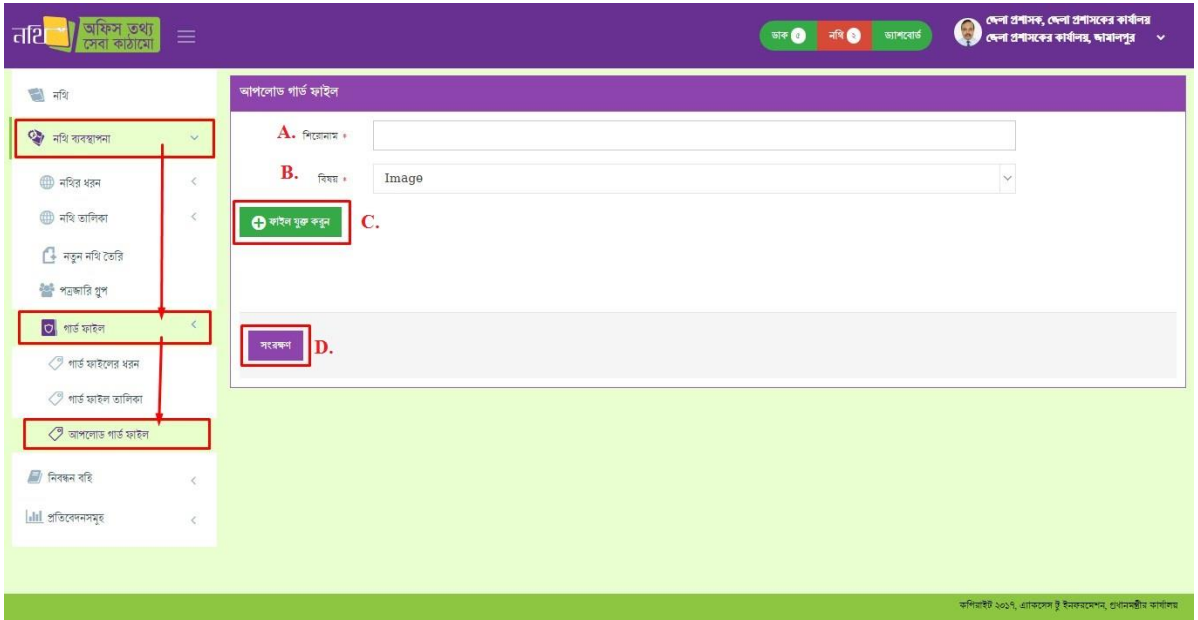 নথি
অফিস তথ্য
সেবা কাঠামো
ডাক ৫ নথি ২ ড্যাশবোর্ড
জেলা প্রশাসক, জেলা প্রশাসকের কার্যালয়
জেলা প্রশাসকের কার্যালয়, জামালপুর
নথি
নথি ব্যবস্থাপনা
নথির ধরন
নথি তালিকা
নতুন নথি তৈরি
পত্রজারি গ্রুপ
গার্ড ফাইল
গার্ড ফাইলের ধরন
গার্ড ফাইল তালিকা
আপলোড গার্ড ফাইল
নিবন্ধন বহি
প্রতিবেদনসমূহ
আপলোড গার্ড ফাইল
A. শিরোনাম *
B. বিষয় * Image
ফাইল যুক্ত করুন C.
সংরক্ষণ D.
কপিরাইট ২০১৭, এ্যাকসেস টু ইনফরমেশন, প্রধানমন্ত্রীর কার্যালয়